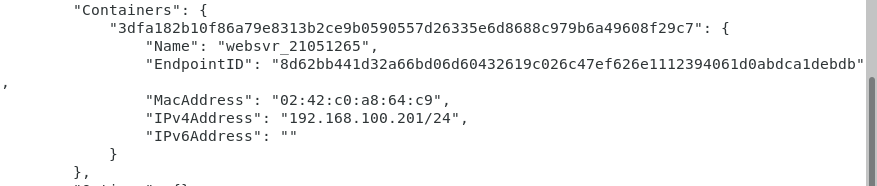 "Containers": {
"3dfa182b10f86a79e8313b2ce9b0590557d26335e6d8688c979b6a49608f29c7": {
"Name": "websvr_21051265",
"EndpointID": "8d62bb441d32a66bd06d60432619c026c47ef626e1112394061d0abdca1debdb"
,
"MacAddress": "02:42:c0:a8:64:c9",
"IPv4Address": "192.168.100.201/24",
"IPv6Address": ""
}
},